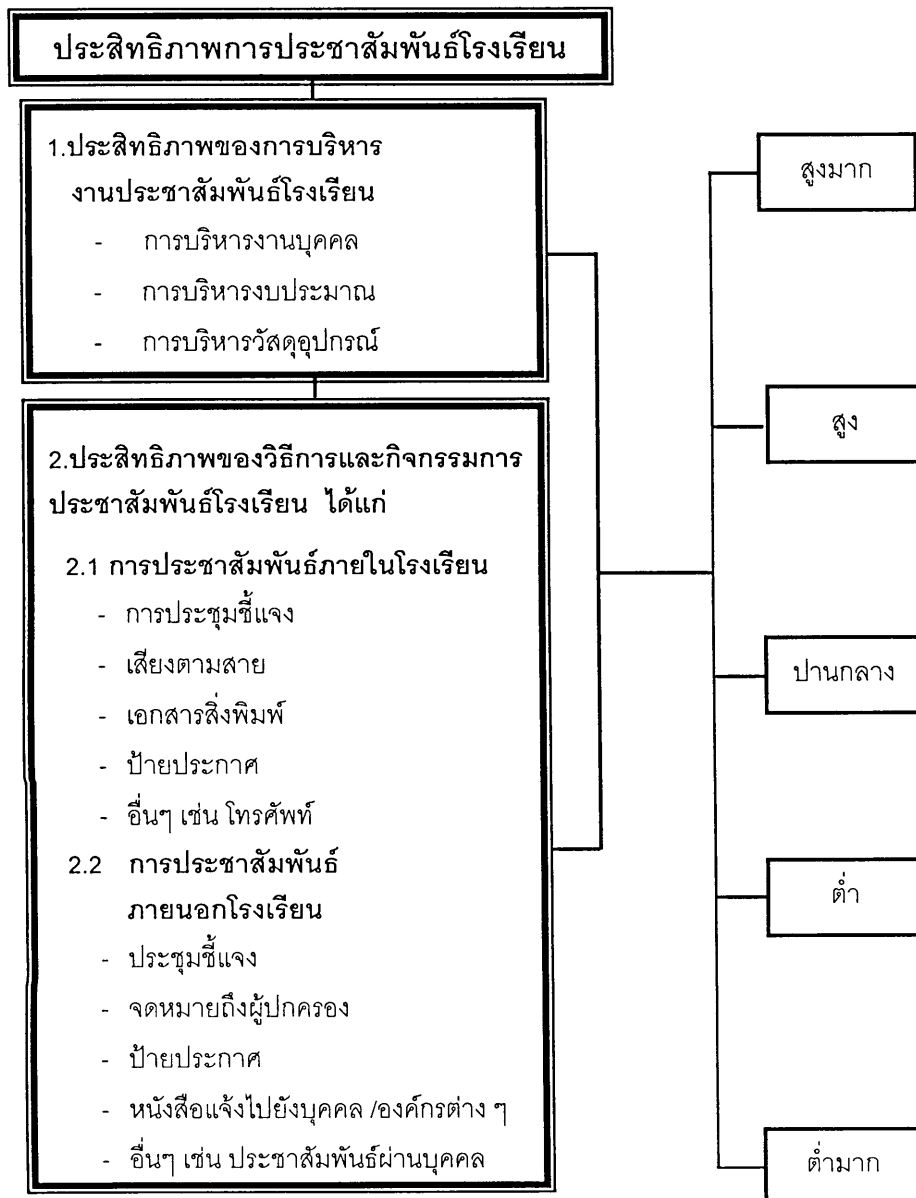 ประสิทธิภาพการประชาสัมพันธ์โรงเรียน
1.ประสิทธิภาพของการบริหาร
งานประชาสัมพันธ์โรงเรียน
- การบริหารงานบุคคล
- การบริหารงบประมาณ
- การบริหารวัสดุอุปกรณ์
2.ประสิทธิภาพของวิธีการและกิจกรรมการ
ประชาสัมพันธ์โรงเรียน ได้แก่
2.1 การประชาสัมพันธ์ภายในโรงเรียน
- การประชุมชี้แจง
- เสียงตามสาย
- เอกสารสิ่งพิมพ์
- ป้ายประกาศ
- อื่นๆ เช่น โทรศัพท์
2.2 การประชาสัมพันธ์
ภายนอกโรงเรียน
- ประชุมชี้แจง
- จดหมายถึงผู้ปกครอง
- ป้ายประกาศ
- หนังสือแจ้งไปยังบุคคล /องค์กรต่าง ๆ
- อื่นๆ เช่น ประชาสัมพันธ์ผ่านบุคคล
สูงมาก
สูง
ปานกลาง
ต่ำ
ต่ำมาก